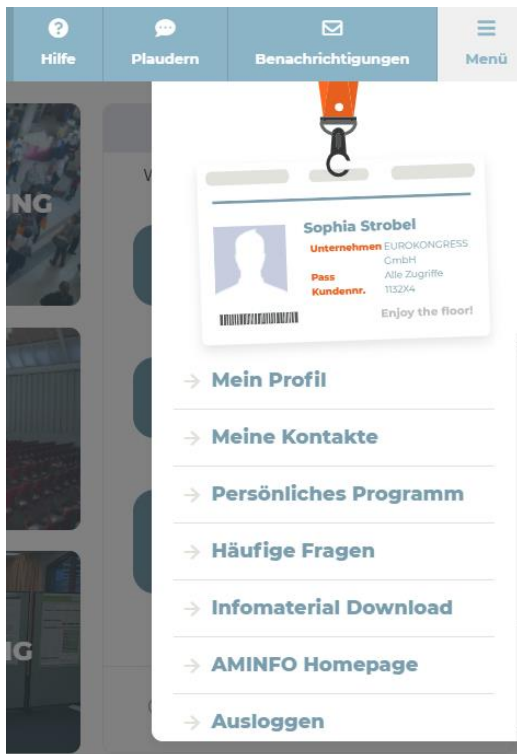 Hilfe
Plaudern
Benachrichtigungen
Menü
NG
W
Sophia Strobel
Unternehmen EUROKONGRESS
GmbH
Pass Alle Zugriffe
Kundennr. 1132X4
Enjoy the floor!
Mein Profil
Meine Kontakte
Persönliches Programm
Häufige Fragen
Infomaterial Download
AMINFO Homepage
G
Ausloggen